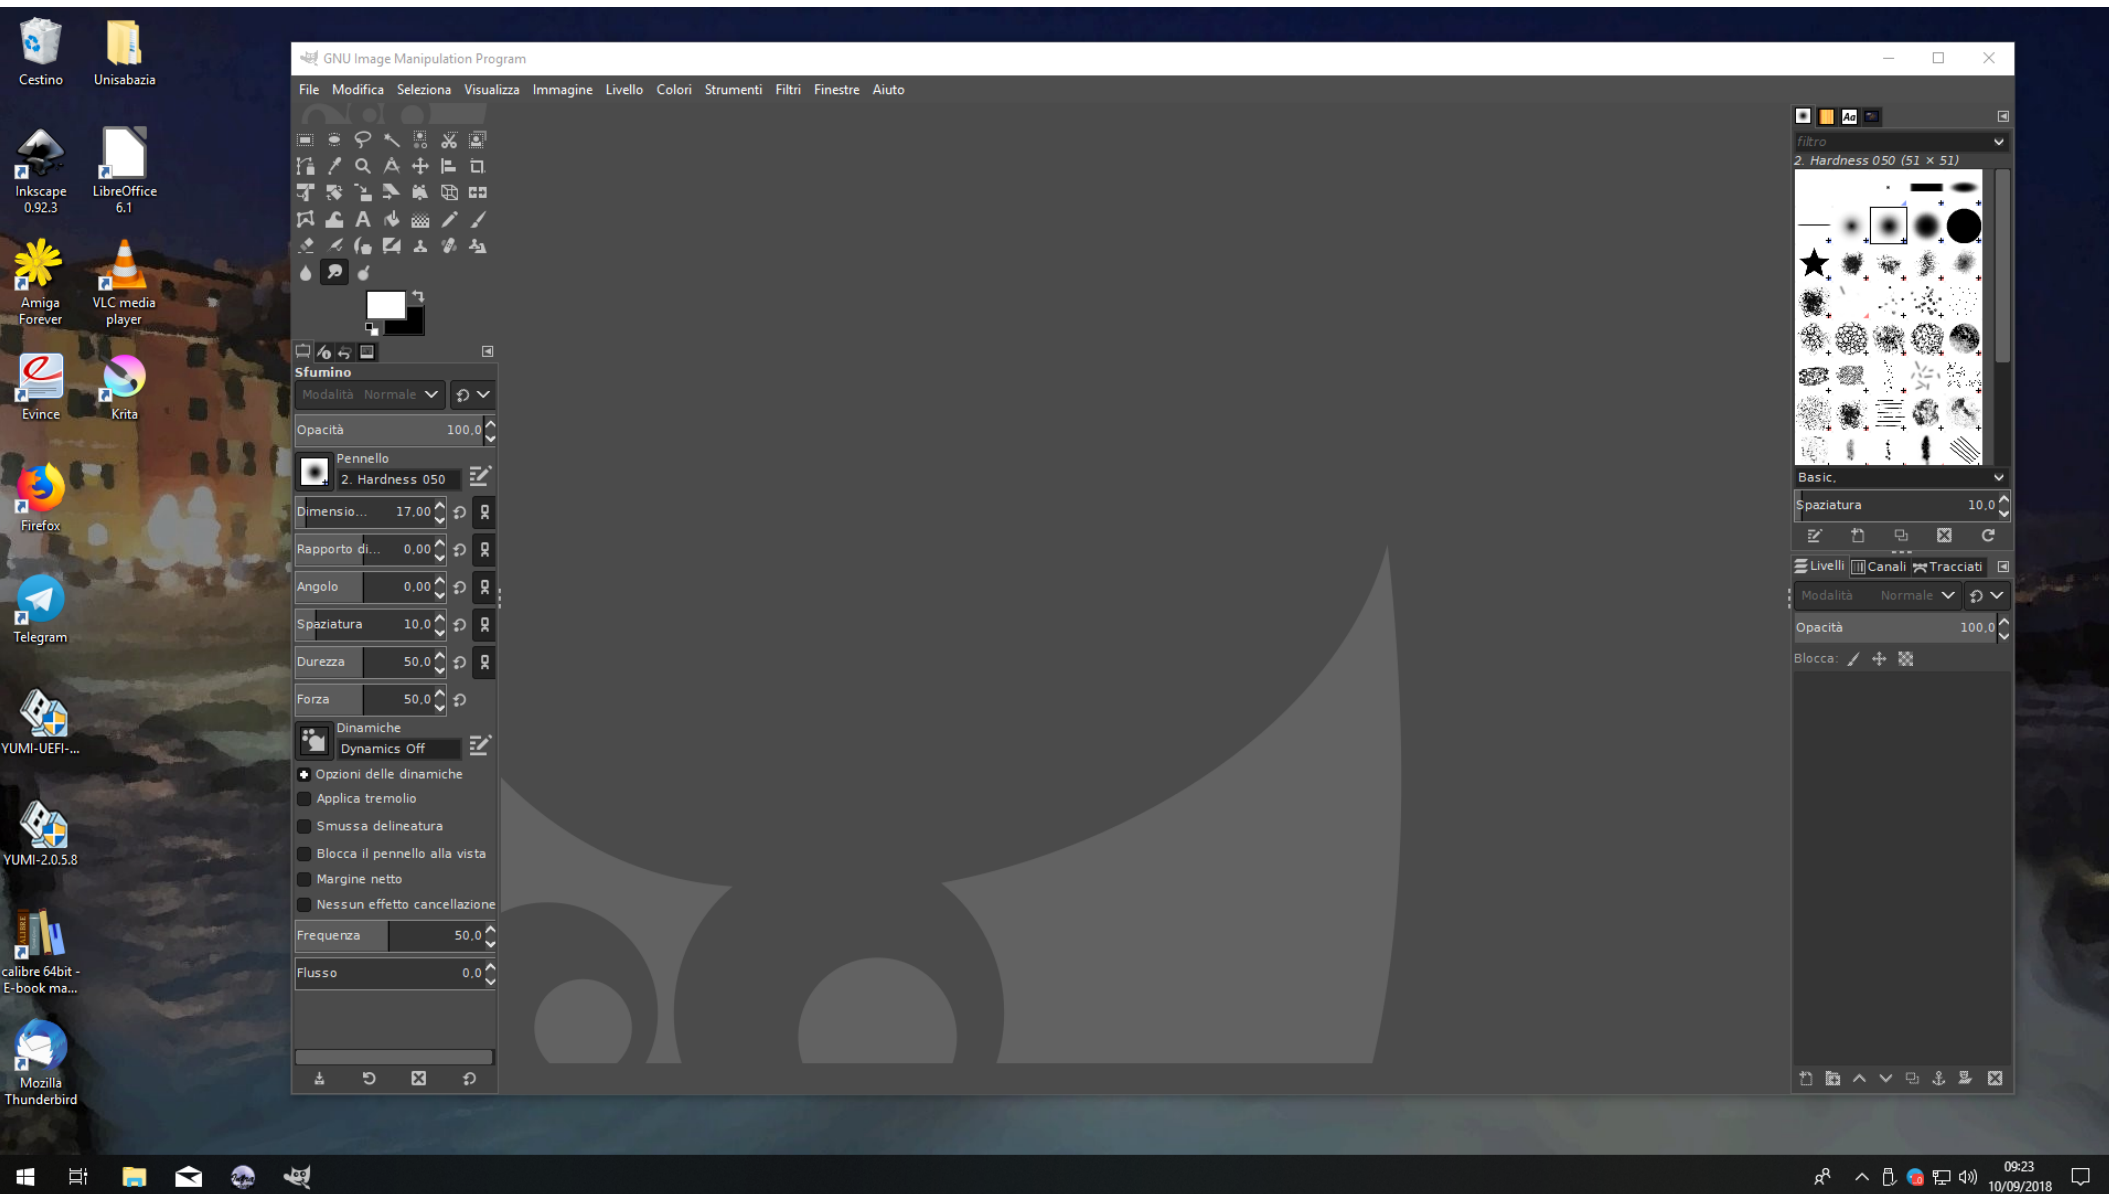 Cestino
Unisabazia
Inkscape
0.92.3
LibreOffice
6.1
Amiga
Forever
VLC media
player
Evince
Krita
Firefox
Telegram
YUMI-UEFI-...
YUMI-2.0.5.8
calibre 64bit -
E-book ma...
Mozilla
Thunderbird
GNU Image Manipulation Program
File Modifica Seleziona Visualizza Immagine Livello Colori Strumenti Filtri Finestre Aiuto
Sfumino
Modalità Normale
Opacità 100,0
Pennello
2. Hardness 050
Dimensio... 17,00
Rapporto di... 0,00
Angolo 0,00
Spaziatura 10,0
Durezza 50,0
Forza 50,0
Dinamiche
Dynamics Off
Opzioni delle dinamiche
Applica tremolio
Smussa delineatura
Blocca il pennello alla vista
Margine netto
Nessun effetto cancellazione
Frequenza 50,0
Flusso 0,0
Aa
filtro
2. Hardness 050 (51 × 51)
Basic,
Spaziatura 10,0
Livelli Canali Tracciati
Modalità Normale
Opacità 100,0
Blocca:
09:23
10/09/2018